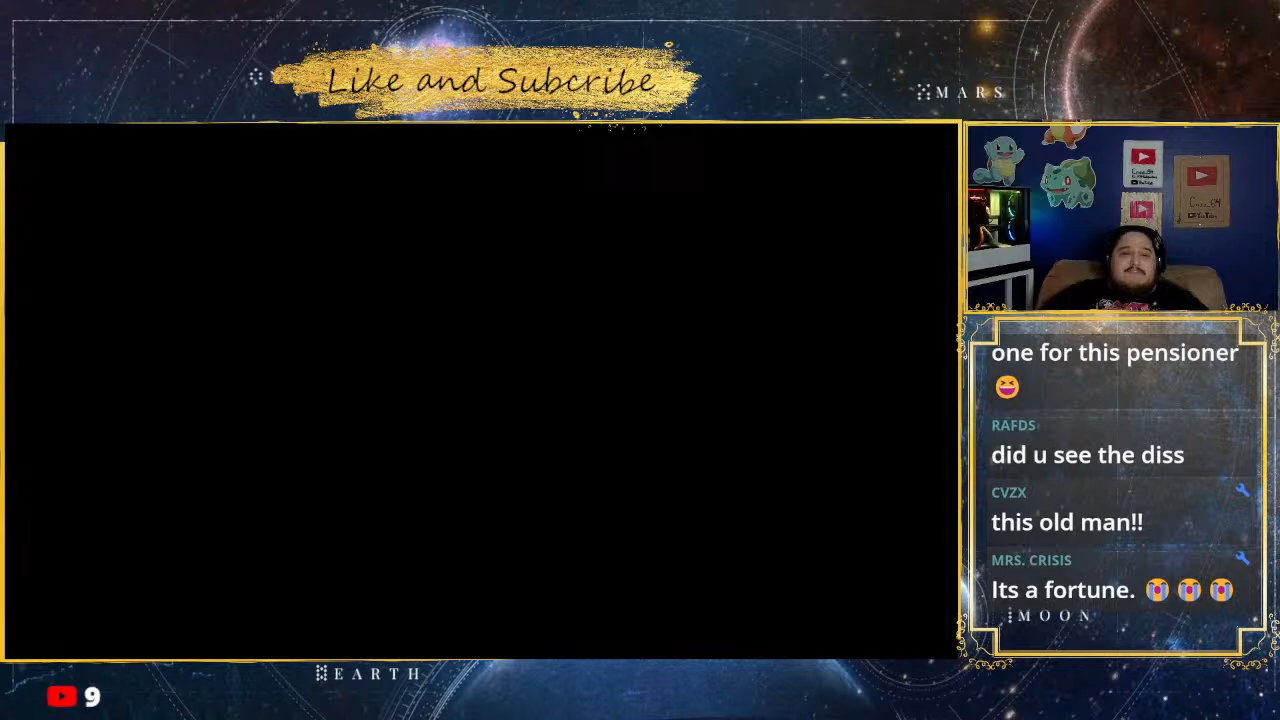 Like and Subcribe
MARS
one for this pensioner
RAFDS
did u see the diss
CVZX
this old man!!
MRS. CRISIS
Its a fortune.
MOON
EARTH
9